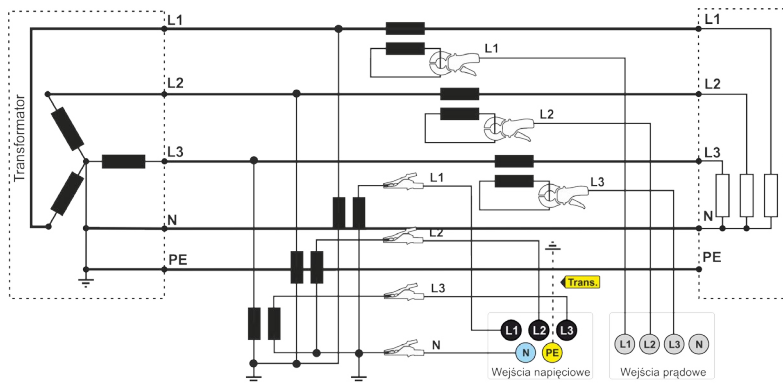 L1
L1
L1
L2
L2
L2
Transformator
L3
L3
L1
L3
N
N
L2
PE
PE
Trans.
L3
L1
L2
L3
L1
L2
L3
N
N
N
PE
Wejścia napięciowe
Wejścia prądowe